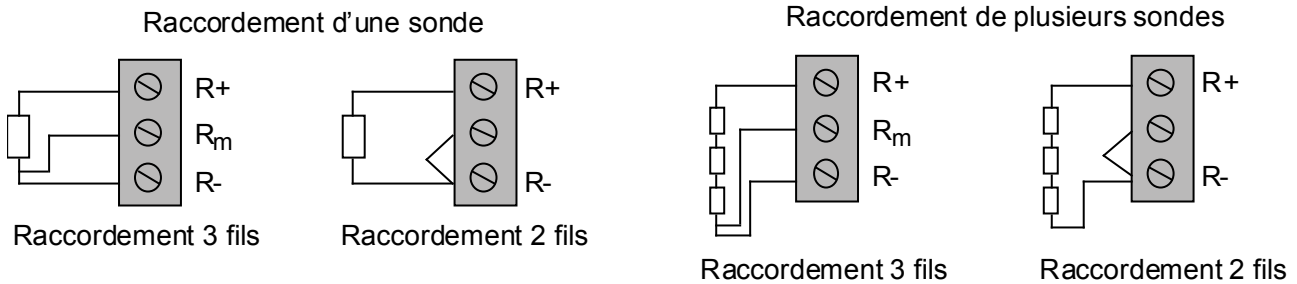 Raccordement d'une sonde
R+
Rm
R-
Raccordement 3 fils
R+
R-
Raccordement 2 fils
Raccordement de plusieurs sondes
R+
Rm
R-
Raccordement 3 fils
R+
R-
Raccordement 2 fils